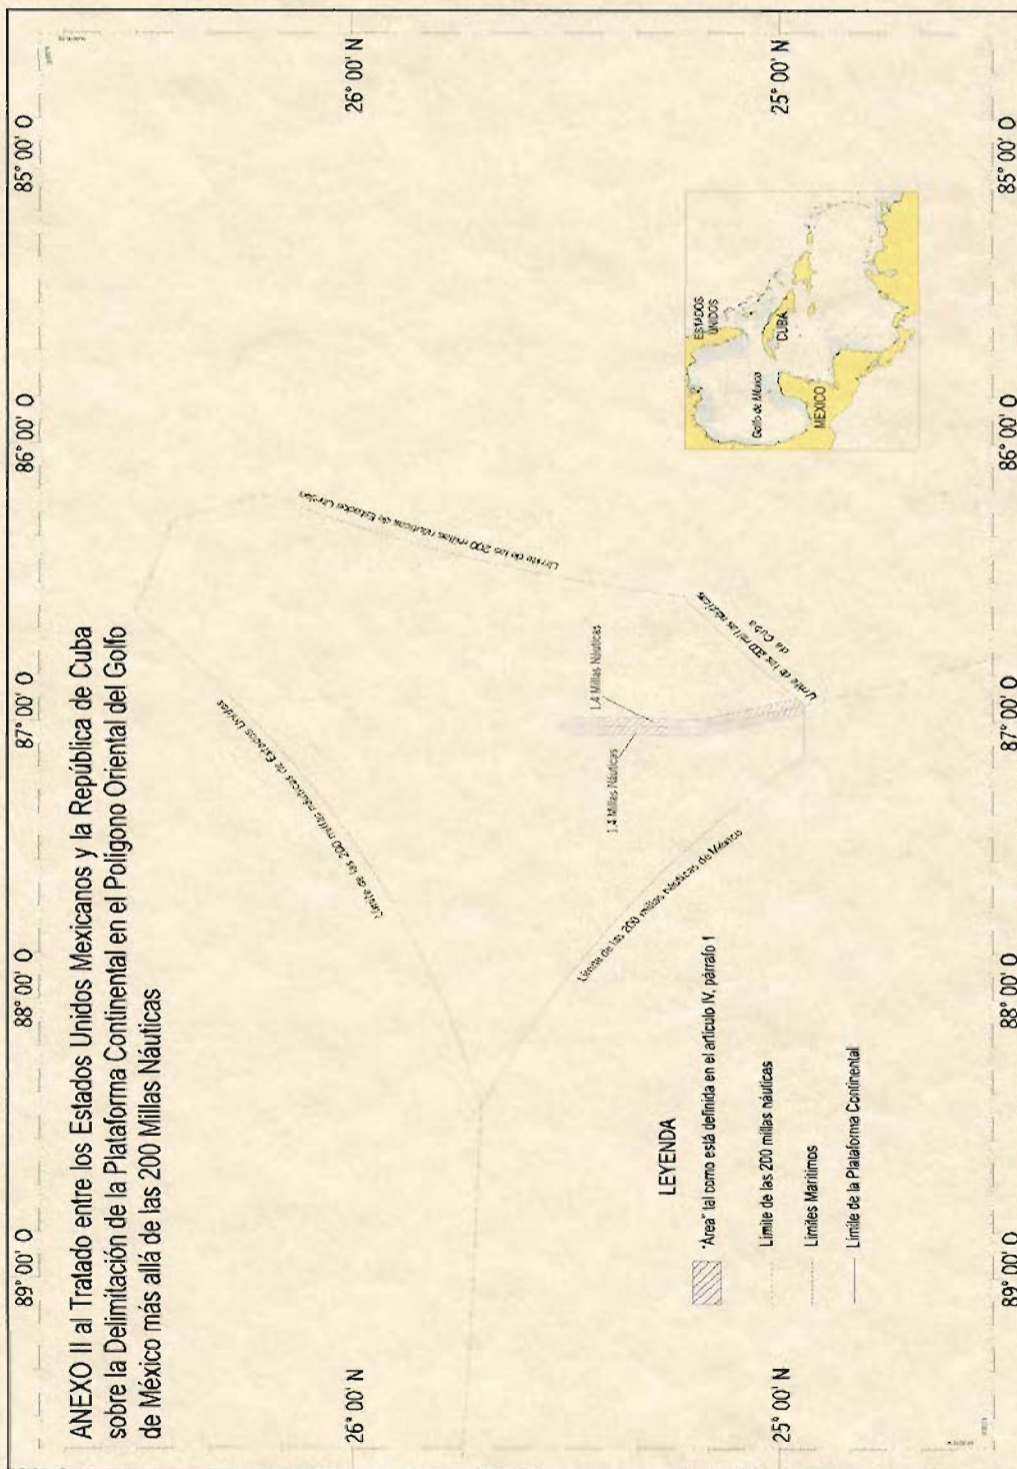 ANEXO II al Tratado entre los Estados Unidos Mexicanos y la República de Cuba
sobre la Delimitación de la Plataforma Continental en el Polígono Oriental del Golfo
de México más allá de las 200 Millas Náuticas
89° 00' O
88° 00' O
87° 00' O
86° 00' O
85° 00' O
26° 00' N
26° 00' N
25° 00' N
25° 00' N
Límite de las 200 millas náuticas de Estados Unidos
Límite de las 200 millas náuticas de Estados Unidos
Límite de las 200 millas náuticas de México
Límite de las 200 millas náuticas
de Cuba
1.4 Millas Náuticas
1.4 Millas Náuticas
LEYENDA
"Área" tal como está definida en el artículo IV, párrafo 1
Límite de las 200 millas náuticas
Límites Marítimos
Límite de la Plataforma Continental
ESTADOS
UNIDOS
Golfo de México
CUBA
MÉXICO
89° 00' O
88° 00' O
87° 00' O
86° 00' O
85° 00' O